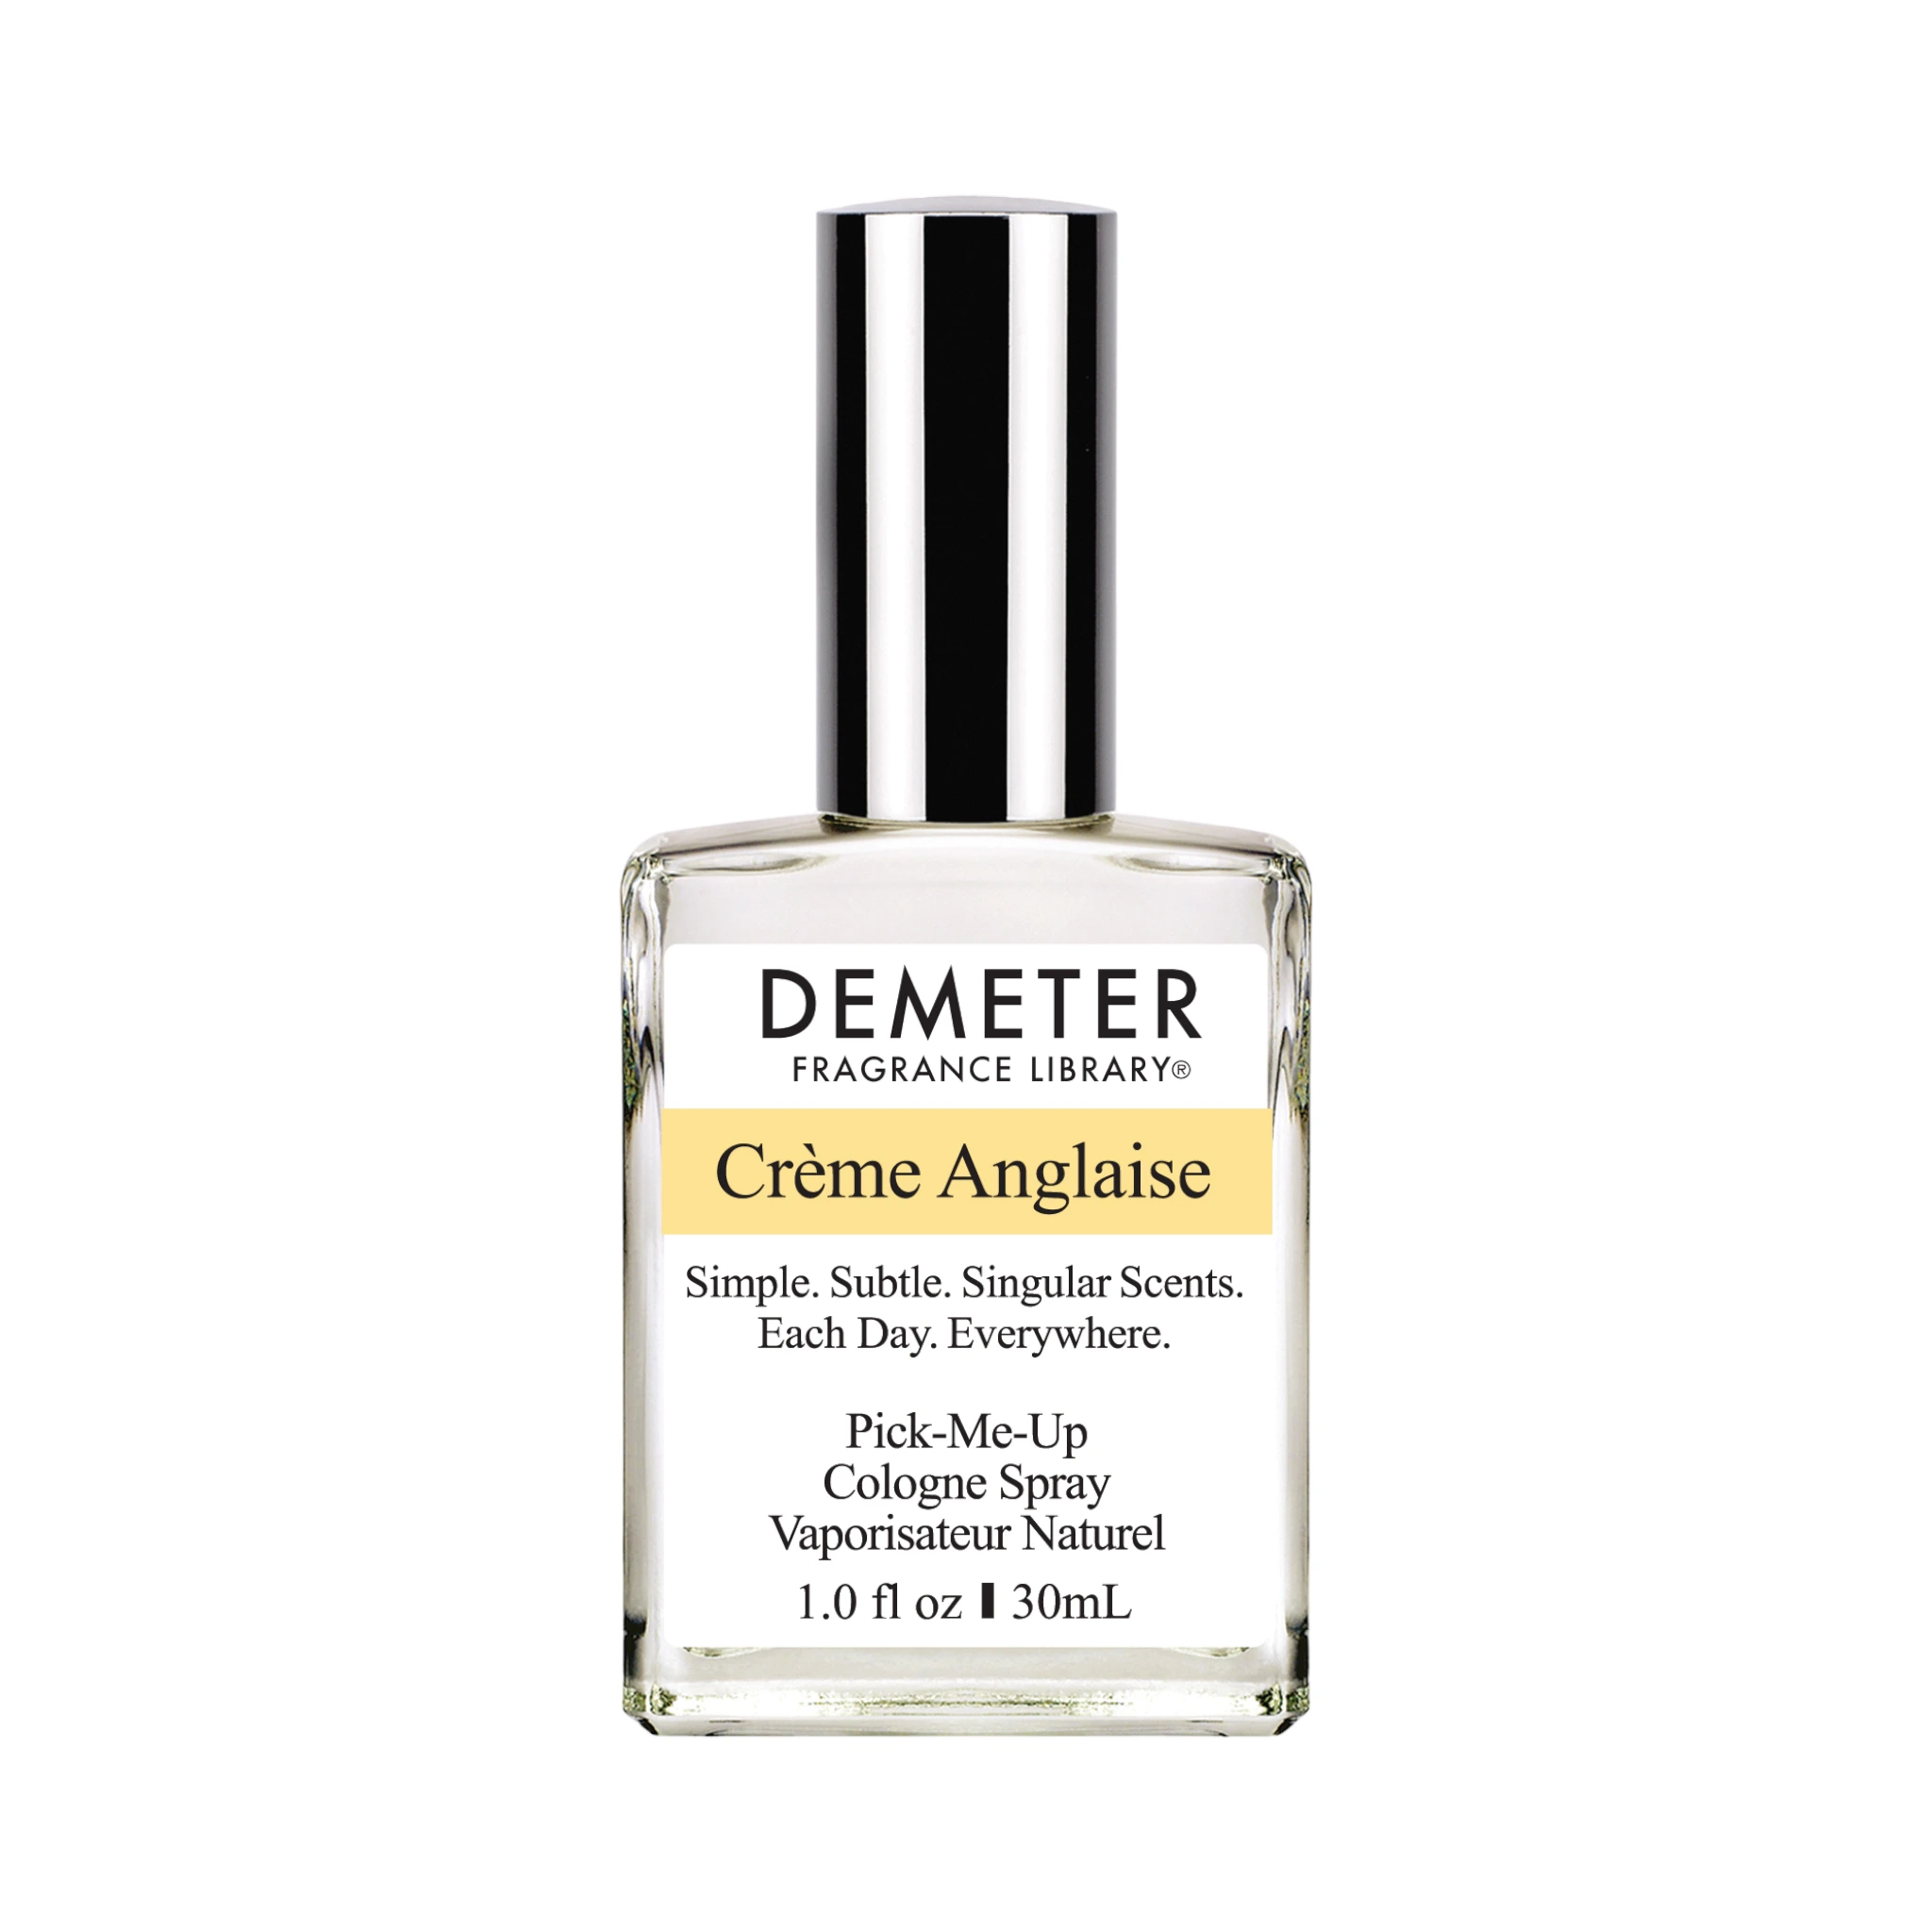 DEMETER
FRAGRANCE LIBRARY®
Crème Anglaise
Simple. Subtle. Singular Scents.
Each Day. Everywhere.
Pick-Me-Up
Cologne Spray
Vaporisateur Naturel
1.0 fl oz ❚ 30mL